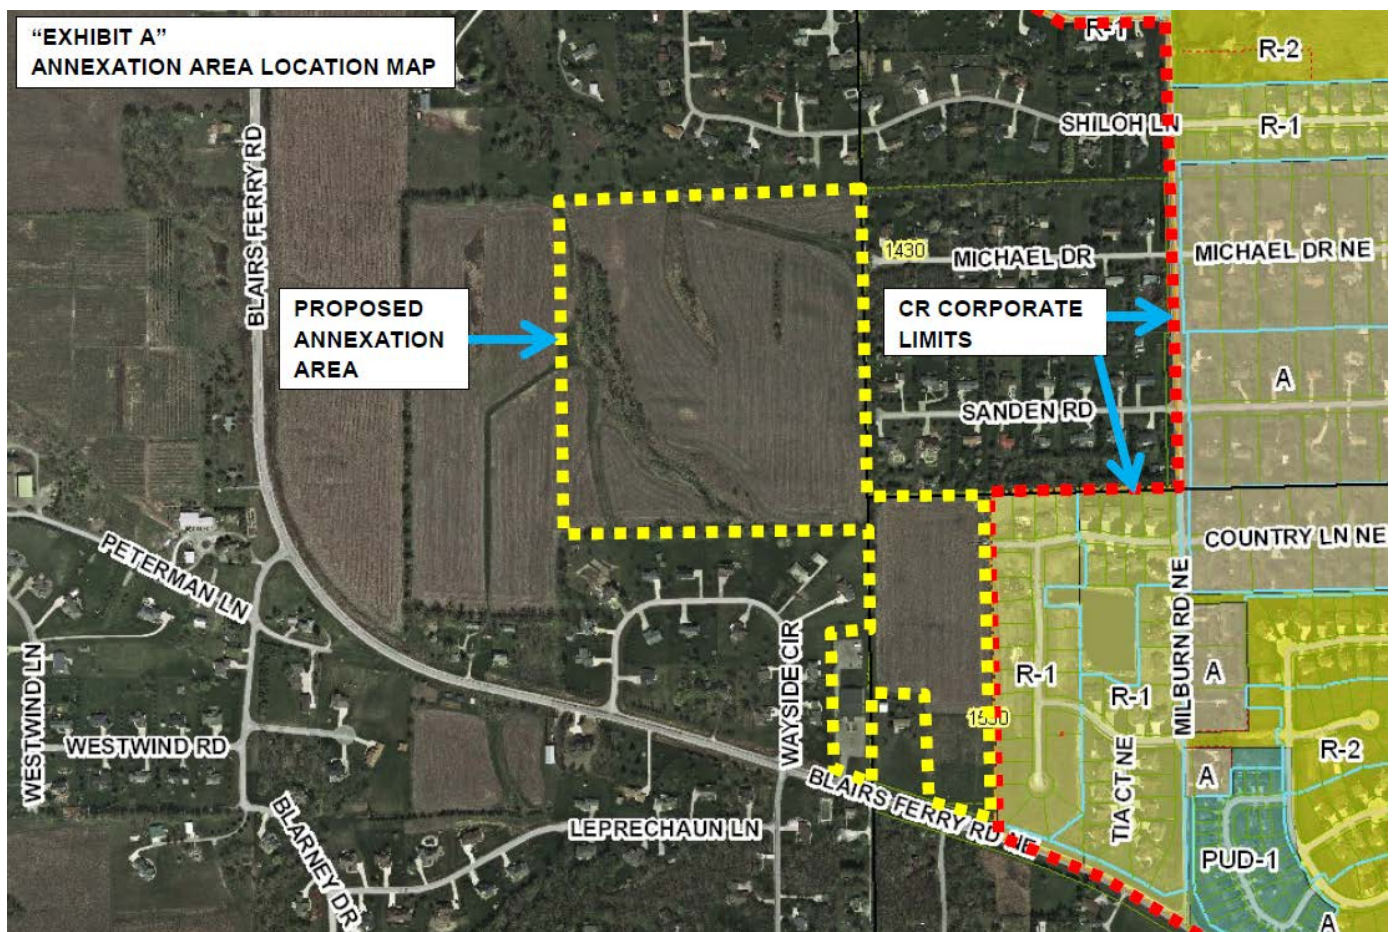 “EXHIBIT A”
ANNEXATION AREA LOCATION MAP
R-1
R-2
SHILOH LN
R-1
BLAIRS FERRY RD
1430
MICHAEL DR
MICHAEL DR NE
PROPOSED
ANNEXATION
AREA
CR CORPORATE
LIMITS
A
SANDEN RD
PETERMAN LN
COUNTRY LN NE
MILBURN RD NE
WESTWIND LN
WAYSIDE CIR
R-1
R-1
A
WESTWIND RD
R-2
BLAIRS FERRY RD NE
TIA CT NE
A
BLARNEY DR
LEPRECHAUN LN
PUD-1
A